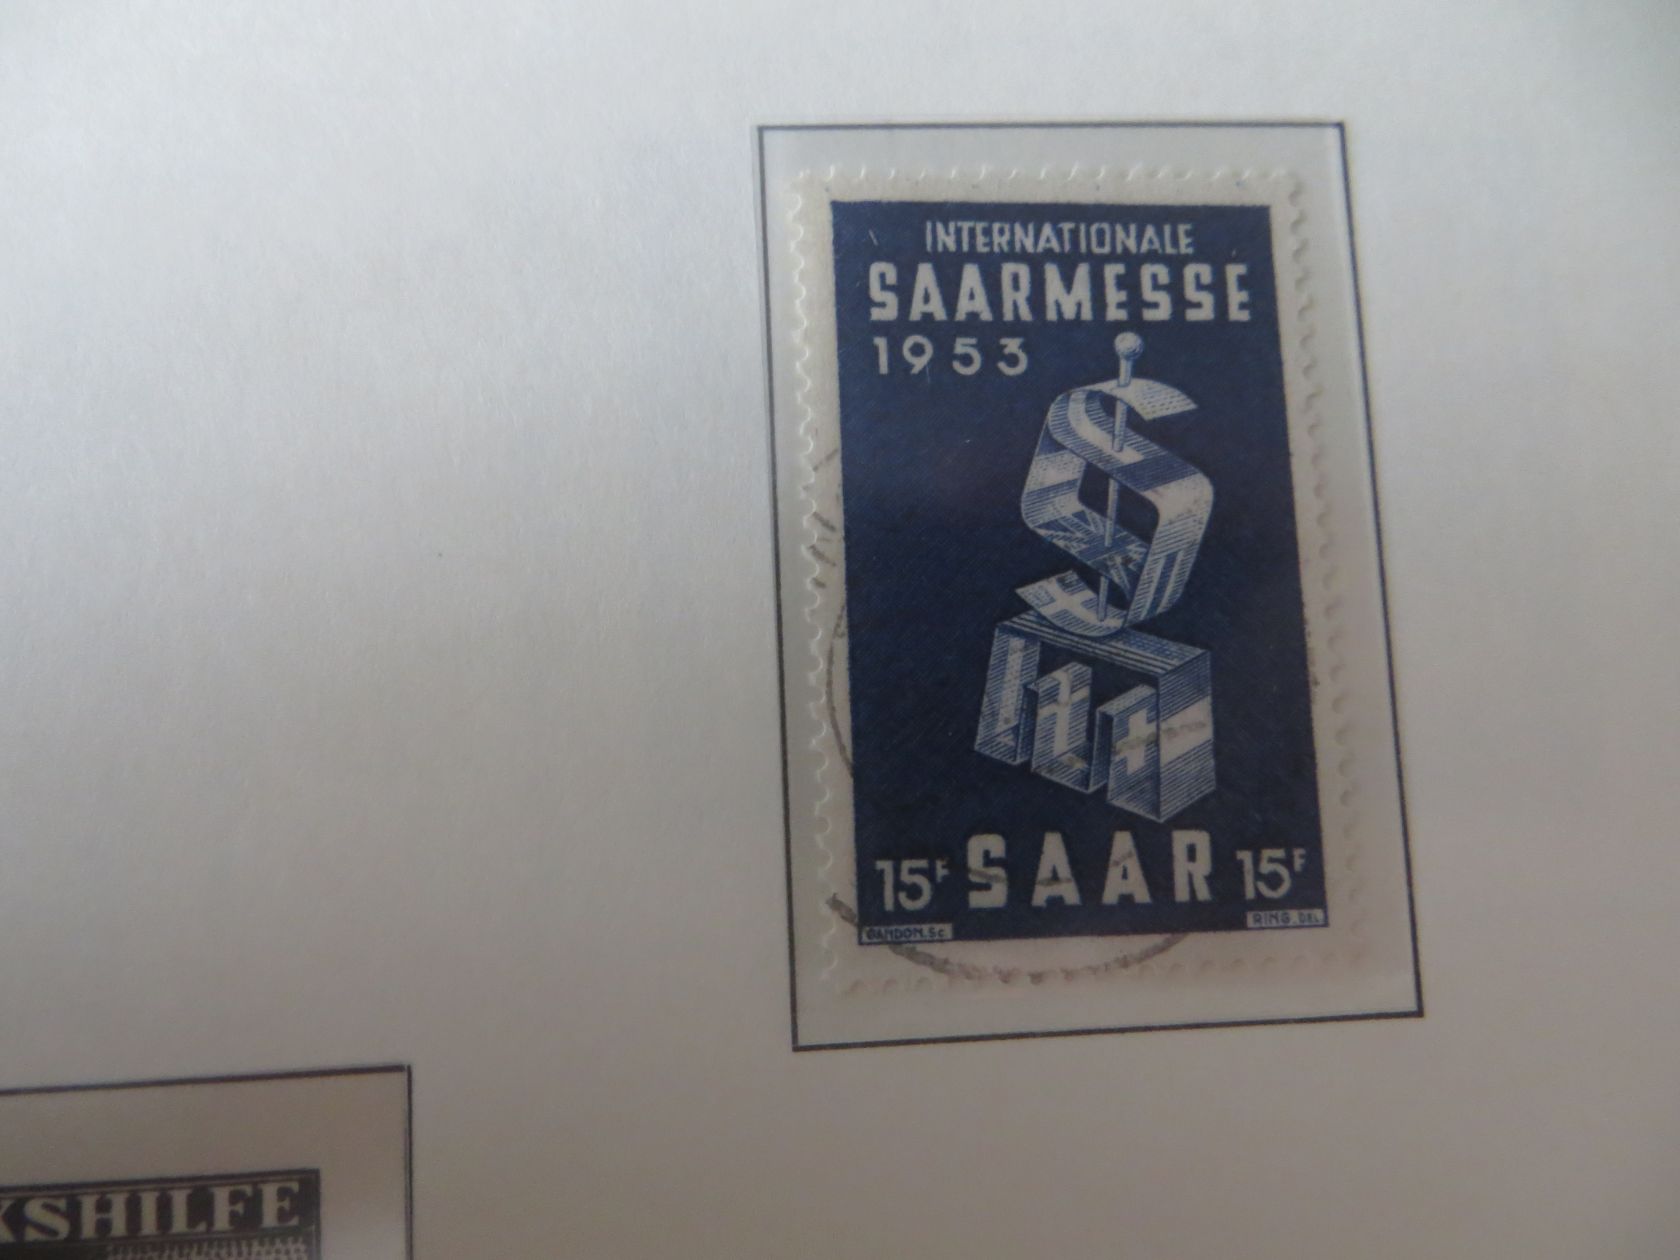 INTERNATIONALE
SAARMESSE
1953
15F SAAR 15F
GANDON.Sc.
RING.DEL.
KSHILFE